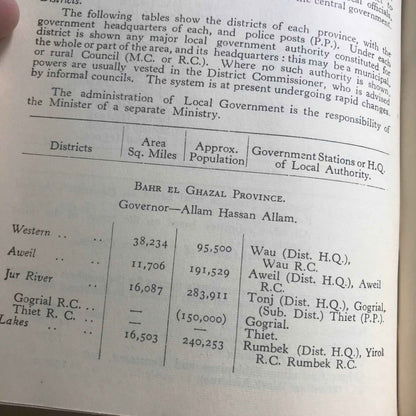 Districts.
The following tables show the districts of each province, with the
government headquarters of each, and police posts (P.P.). Under each
district is shown any major local government authority constituted for
the whole or part of the area, and its headquarters : this may be a municipal
or rural Council (M.C. or R.C.). Where no such authority is shown,
powers are usually vested in the District Commissioner, who is advised
by informal councils. The system is at present undergoing rapid changes.
The administration of Local Government is the responsibility of
the Minister of a separate Ministry.
Districts | Area Sq. Miles | Approx. Population | Government Stations or H.Q. of Local Authority.
BAHR EL GHAZAL PROVINCE.
Governor—Allam Hassan Allam.
Western .. .. 38,234 95,500 Wau (Dist. H.Q.),
Wau R.C.
Aweil .. .. 11,706 191,529 Aweil (Dist. H.Q.), Aweil
R.C.
Jur River .. 16,087 283,911 Tonj (Dist. H.Q.), Gogrial,
(Sub. Dist.) Thiet (P.P.).
Gogrial R.C. .. — (150,000) Gogrial.
Thiet R.C. .. — — Thiet.
Lakes .. .. 16,503 240,253 Rumbek (Dist. H.Q.), Yirol
R.C. Rumbek R.C.